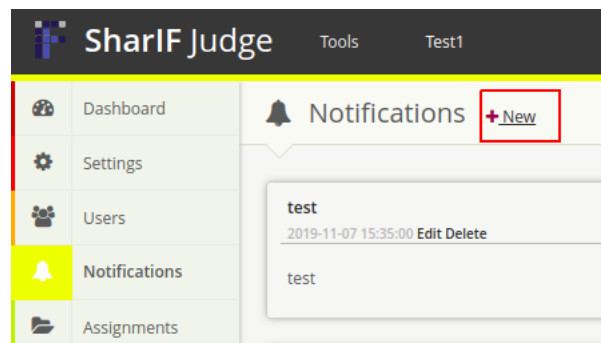 SharIF Judge Tools Test1
Dashboard
Settings
Users
Notifications
Assignments
Notifications +New
test
2019-11-07 15:35:00 Edit Delete
test